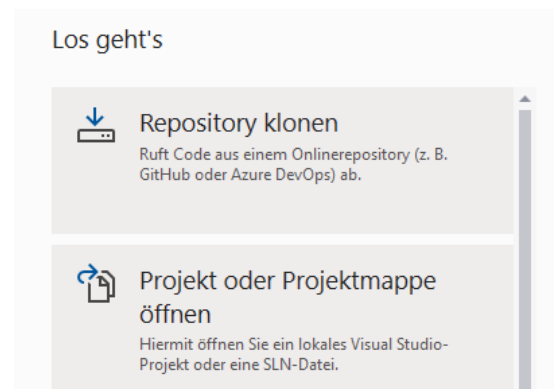 Los geht's
Repository klonen
Ruft Code aus einem Onlinerepository (z. B.
GitHub oder Azure DevOps) ab.
Projekt oder Projektmappe
öffnen
Hiermit öffnen Sie ein lokales Visual Studio-
Projekt oder eine SLN-Datei.